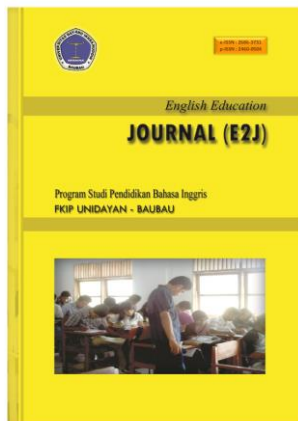 English Education
JOURNAL (E2J)
Program Studi Pendidikan Bahasa Inggris
FKIP UNIDAYAN - BAUBAU